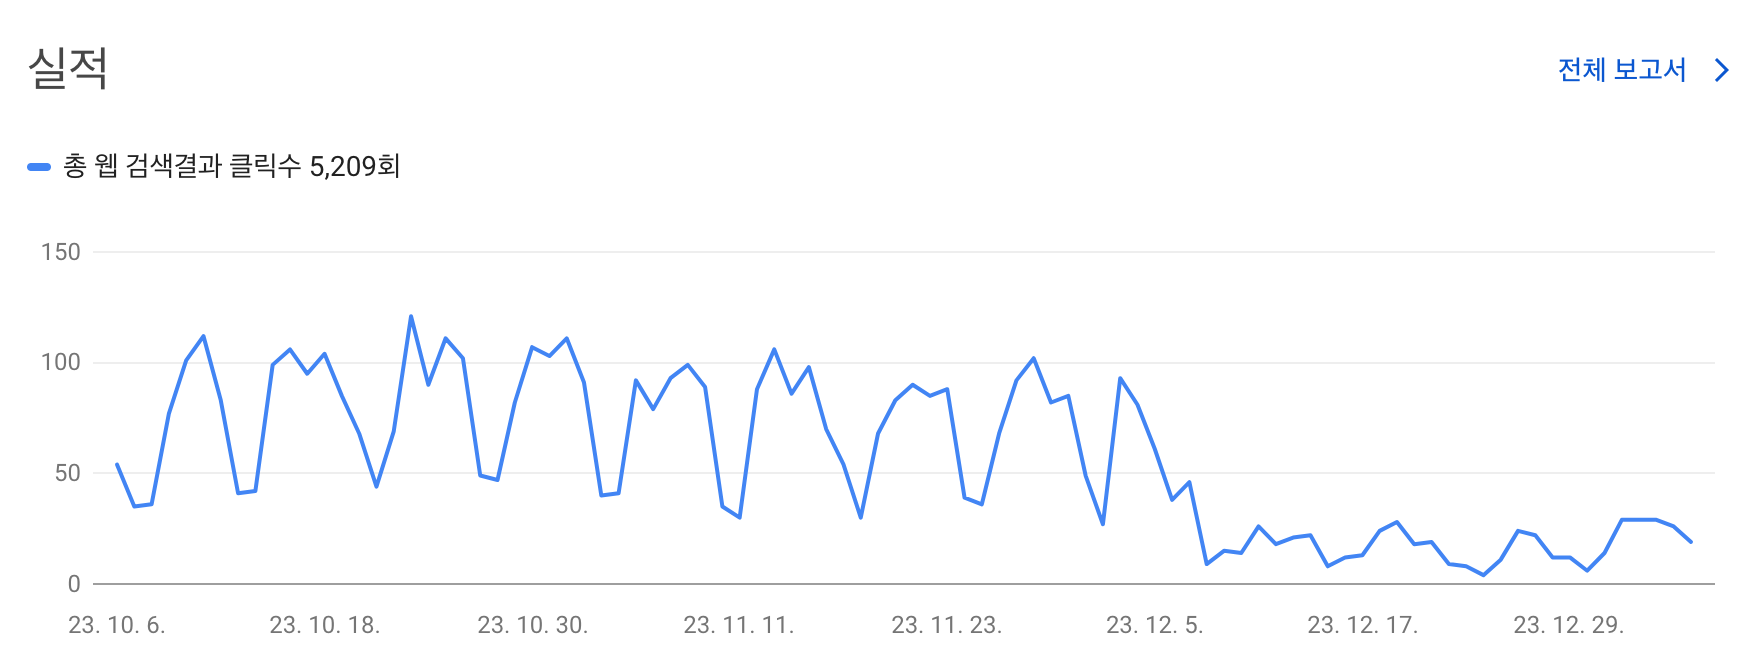 실적
전체 보고서
총 웹 검색결과 클릭수 5,209회
150
100
50
0
23. 10. 6. 23. 10. 18. 23. 10. 30. 23. 11. 11. 23. 11. 23. 23. 12. 5. 23. 12. 17. 23. 12. 29.